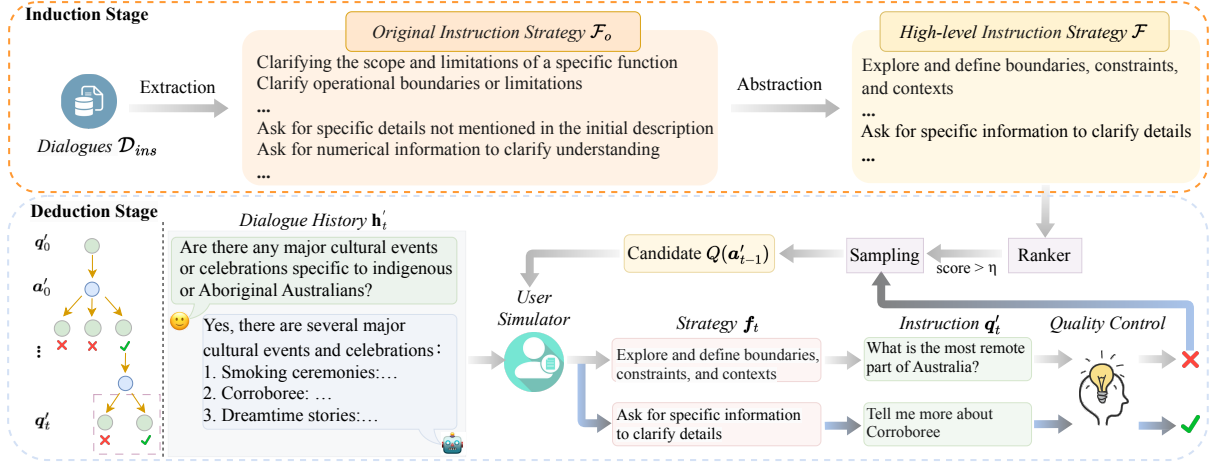 Induction Stage
Original Instruction Strategy 𝓕ₒ
High-level Instruction Strategy 𝓕
Dialogues 𝓓ᵢₙₛ
Extraction
Clarifying the scope and limitations of a specific function
Clarify operational boundaries or limitations
...
Ask for specific details not mentioned in the initial description
Ask for numerical information to clarify understanding
...
Abstraction
Explore and define boundaries, constraints,
and contexts
...
Ask for specific information to clarify details
...
Deduction Stage
q′₀
a′₀
⋮
q′ₜ
Dialogue History h′ₜ
Are there any major cultural events
or celebrations specific to indigenous
or Aboriginal Australians?
Yes, there are several major
cultural events and celebrations:
1. Smoking ceremonies:…
2. Corroboree: …
3. Dreamtime stories:…
Candidate Q(a′ₜ₋₁)
Sampling
score > η
Ranker
User
Simulator
Strategy fₜ
Instruction q′ₜ
Quality Control
Explore and define boundaries,
constraints, and contexts
What is the most remote
part of Australia?
Ask for specific information
to clarify details
Tell me more about
Corroboree